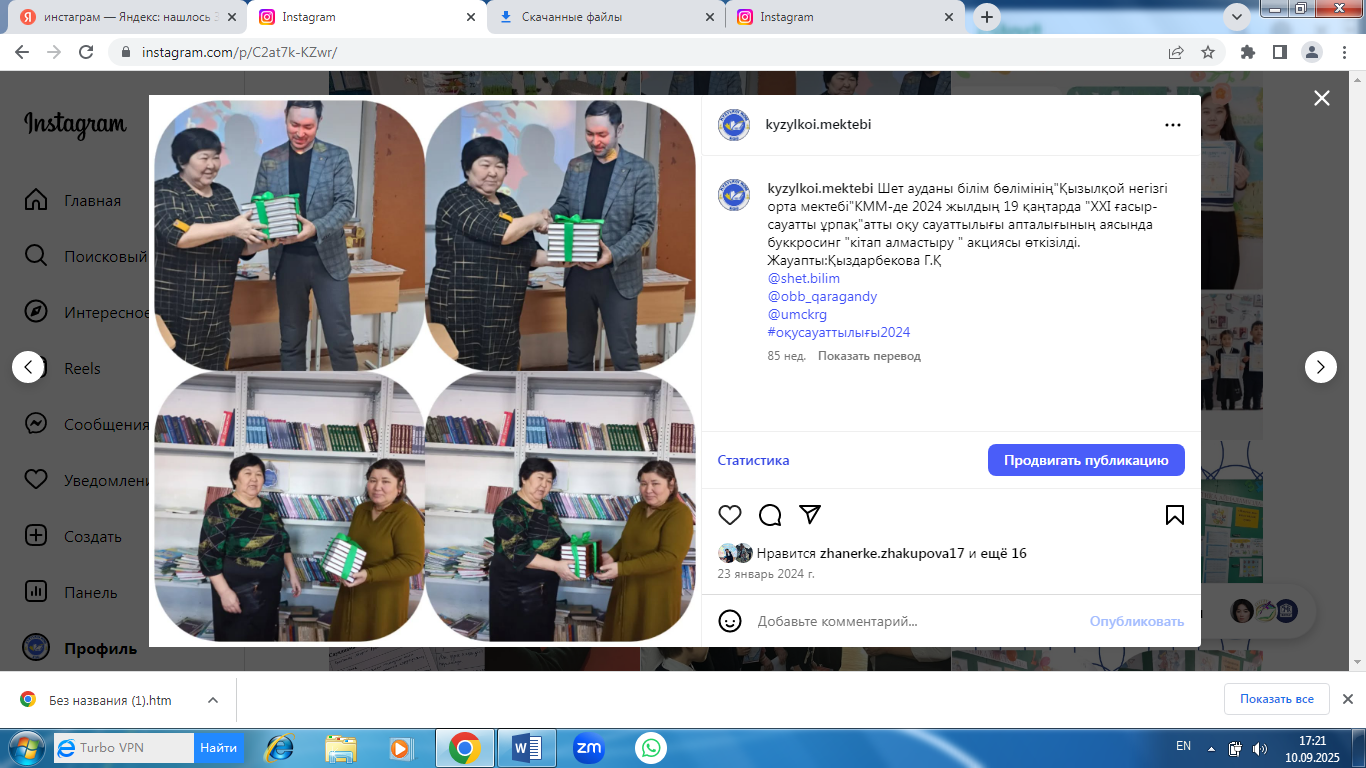 инстаграм — Яндекс: нашлось
Instagram
Скачанные файлы
Instagram
instagram.com/p/C2at7k-KZwr/
Instagram
Главная
Поисковый
Интересное
Reels
Сообщения
Уведомлени
Создать
Панель
Профиль
kyzylkoi.mektebi
kyzylkoi.mektebi Шет ауданы білім бөлімінің"Қызылқой негізгі
орта мектебі"КММ-де 2024 жылдың 19 қаңтарда "XXI ғасыр-
сауатты ұрпақ"атты оқу сауаттылығы апталығының аясында
буккросинг "кітап алмастыру " акциясы өткізілді.
Жауапты:Қыздарбекова Г.Қ
@shet.bilim
@obb_qaragandy
@umckrg
#оқусауаттылығы2024
85 нед. Показать перевод
Статистика
Продвигать публикацию
Нравится zhanerke.zhakupova17 и ещё 16
23 январь 2024 г.
Добавьте комментарий...
Опубликовать
Без названия (1).htm
Показать все
Turbo VPN
Найти
zm
EN
17:21
10.09.2025